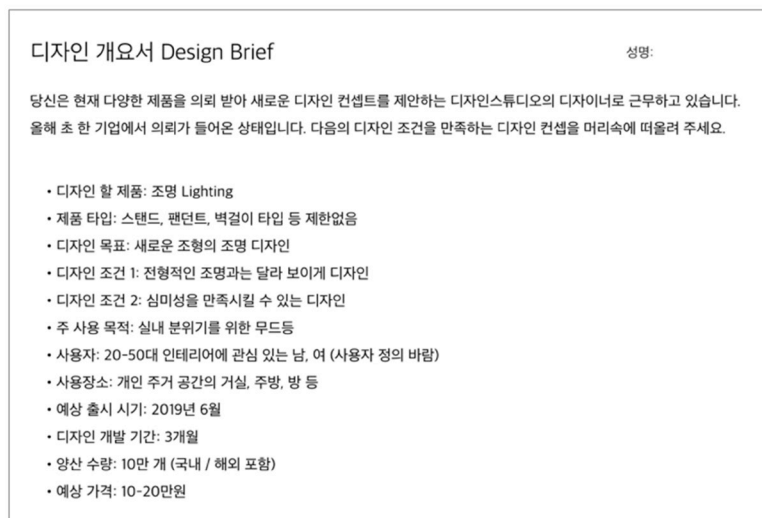 디자인 개요서 Design Brief
성명:
당신은 현재 다양한 제품을 의뢰 받아 새로운 디자인 컨셉트를 제안하는 디자인스튜디오의 디자이너로 근무하고 있습니다.
올해 초 한 기업에서 의뢰가 들어온 상태입니다. 다음의 디자인 조건을 만족하는 디자인 컨셉을 머리속에 떠올려 주세요.
• 디자인 할 제품: 조명 Lighting
• 제품 타입: 스탠드, 팬던트, 벽걸이 타입 등 제한없음
• 디자인 목표: 새로운 조형의 조명 디자인
• 디자인 조건 1: 전형적인 조명과는 달라 보이게 디자인
• 디자인 조건 2: 심미성을 만족시킬 수 있는 디자인
• 주 사용 목적: 실내 분위기를 위한 무드등
• 사용자: 20-50대 인테리어에 관심 있는 남, 여 (사용자 정의 바람)
• 사용장소: 개인 주거 공간의 거실, 주방, 방 등
• 예상 출시 시기: 2019년 6월
• 디자인 개발 기간: 3개월
• 양산 수량: 10만 개 (국내 / 해외 포함)
• 예상 가격: 10-20만원